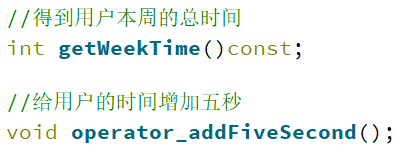 //得到用户本周的总时间
int getWeekTime()const;
//给用户的时间增加五秒
void operator_addFiveSecond();